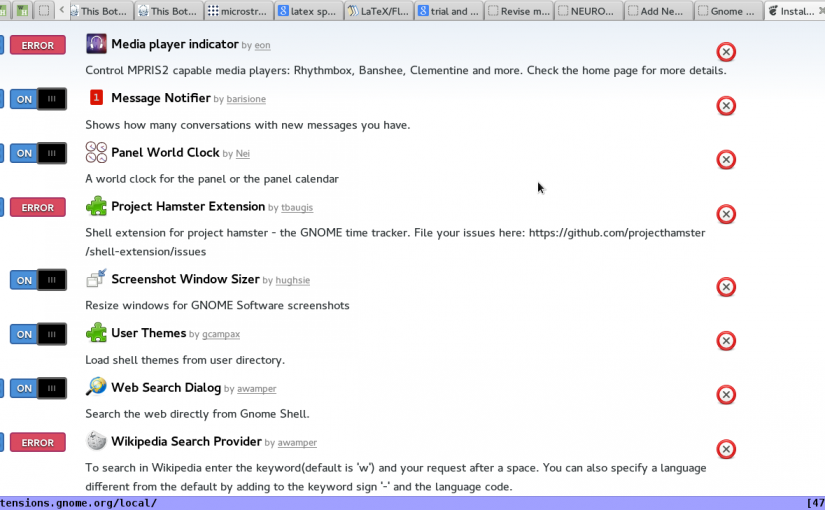 This Bot...
This Bot...
microstr...
latex sp...
LaTeX/Fl...
trial and ...
Revise m...
NEURO...
Add Ne...
Gnome ...
Instal...
ERROR
Media player indicator by eon
Control MPRIS2 capable media players: Rhythmbox, Banshee, Clementine and more. Check the home page for more details.
ON
1
Message Notifier by barisione
Shows how many conversations with new messages you have.
ON
Panel World Clock by Nei
A world clock for the panel or the panel calendar
ERROR
Project Hamster Extension by tbaugis
Shell extension for project hamster - the GNOME time tracker. File your issues here: https://github.com/projecthamster
/shell-extension/issues
ON
Screenshot Window Sizer by hughsie
Resize windows for GNOME Software screenshots
ON
User Themes by gcampax
Load shell themes from user directory.
ON
Web Search Dialog by awamper
Search the web directly from Gnome Shell.
ERROR
Wikipedia Search Provider by awamper
To search in Wikipedia enter the keyword(default is 'w') and your request after a space. You can also specify a language
different from the default by adding to the keyword sign '-' and the language code.
tensions.gnome.org/local/
[47